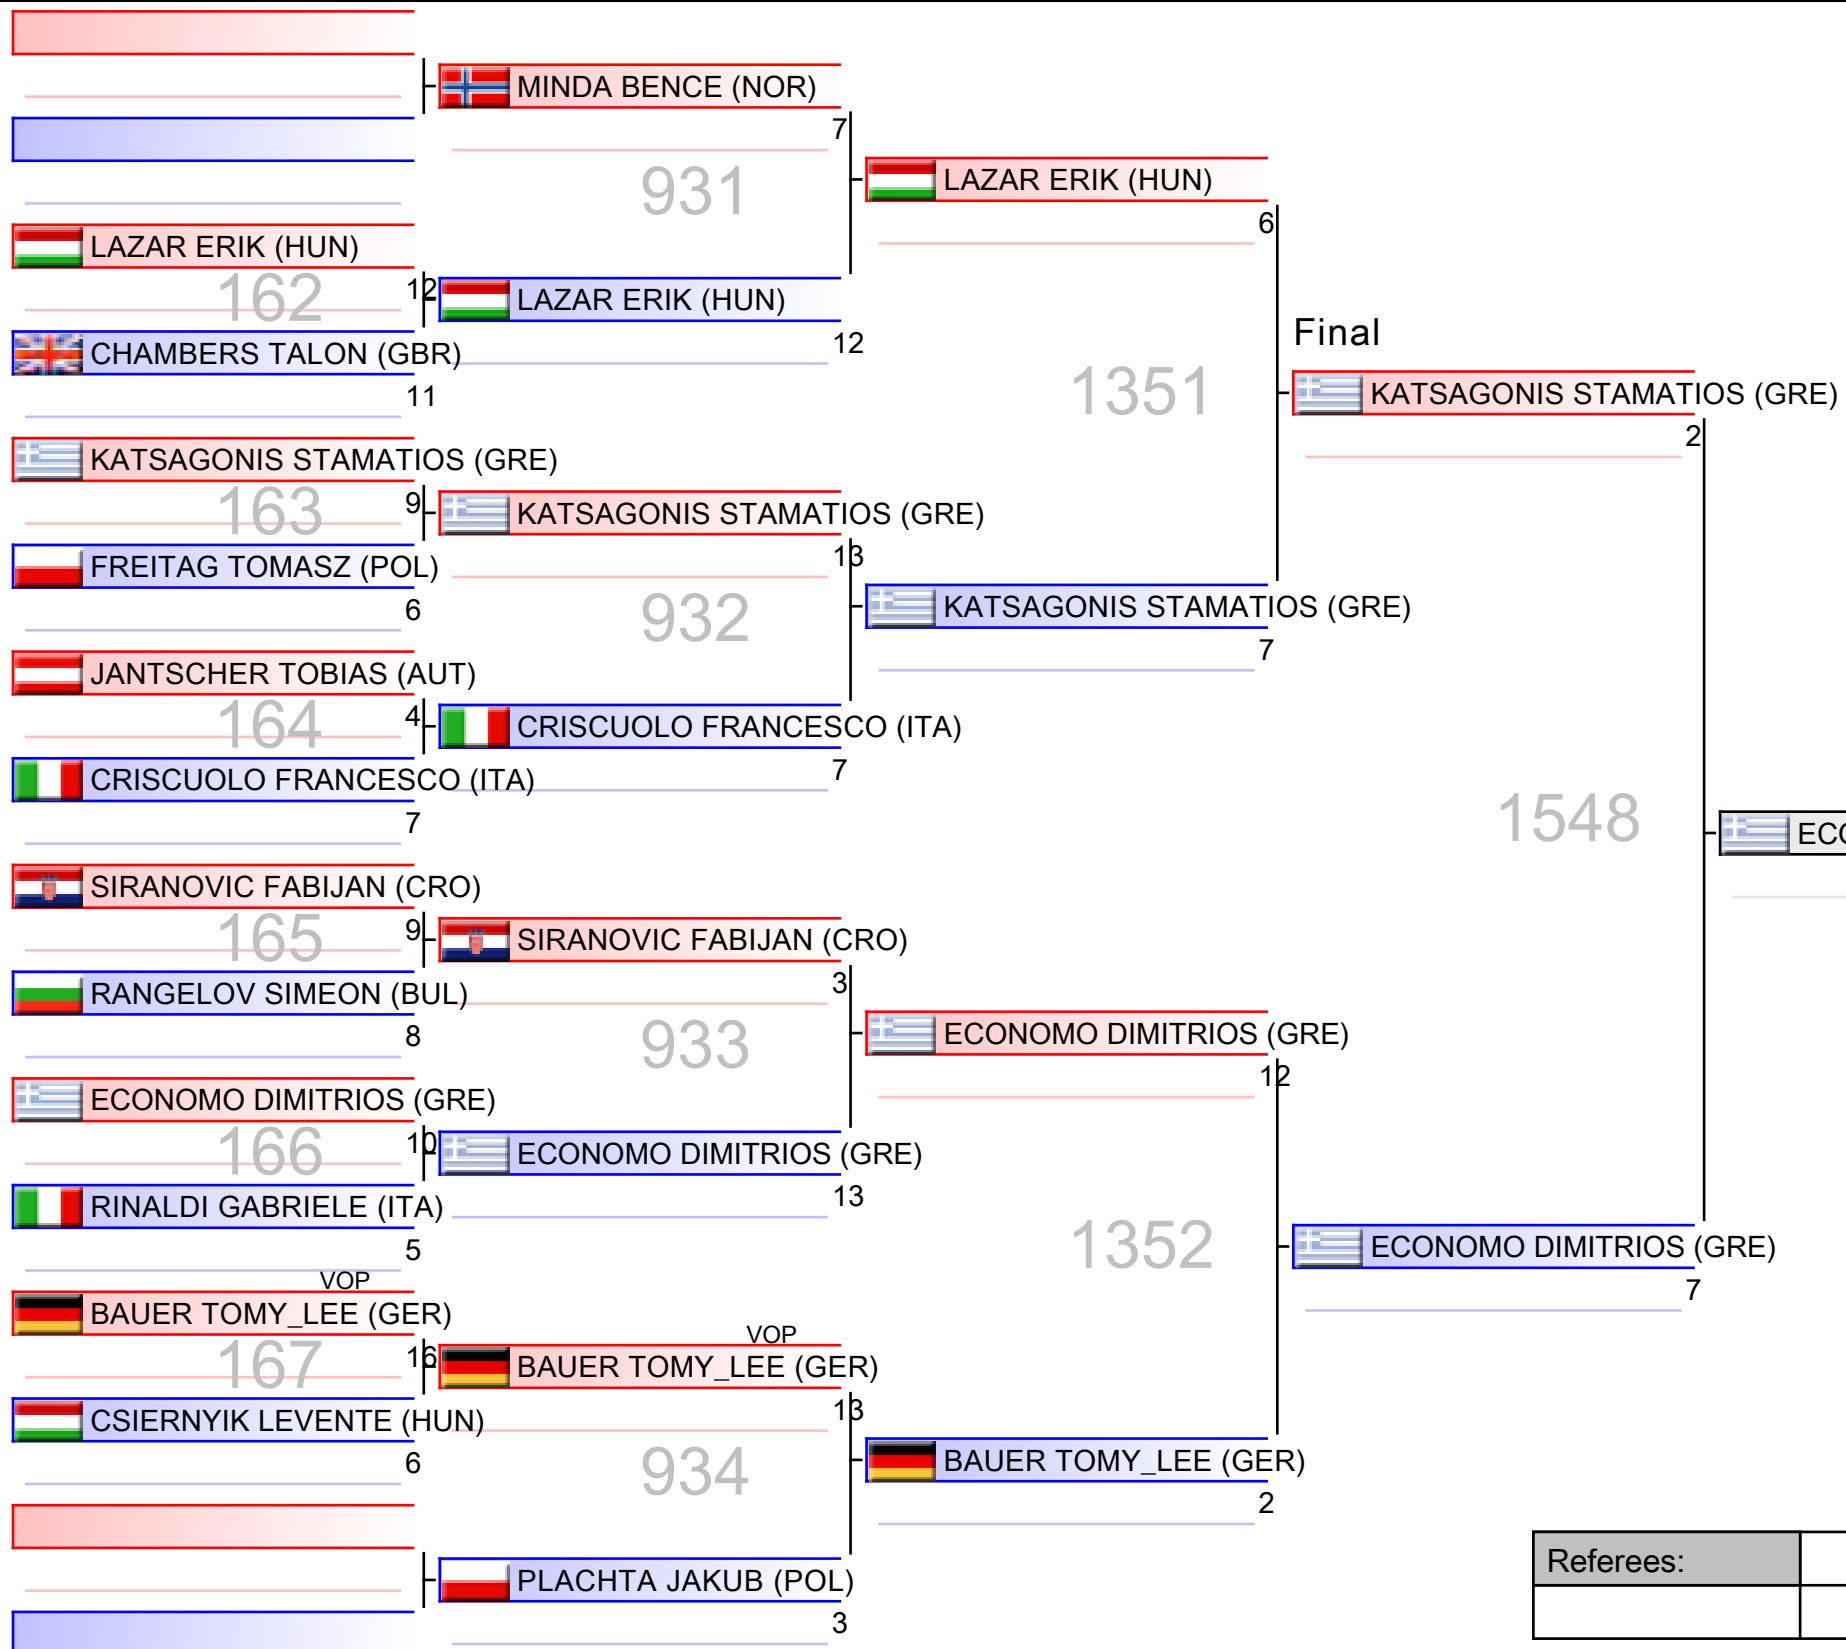 MINDA BENCE (NOR)
7
931
LAZAR ERIK (HUN)
6
LAZAR ERIK (HUN)
162
12
LAZAR ERIK (HUN)
12
CHAMBERS TALON (GBR)
11
1351
Final
KATSAGONIS STAMATIOS (GRE)
2
KATSAGONIS STAMATIOS (GRE)
163
9
KATSAGONIS STAMATIOS (GRE)
13
FREITAG TOMASZ (POL)
6
932
KATSAGONIS STAMATIOS (GRE)
7
JANTSCHER TOBIAS (AUT)
164
4
CRISCUOLO FRANCESCO (ITA)
7
CRISCUOLO FRANCESCO (ITA)
7
1548
SIRANOVIC FABIJAN (CRO)
165
9
SIRANOVIC FABIJAN (CRO)
3
RANGELOV SIMEON (BUL)
8
933
ECONOMO DIMITRIOS (GRE)
12
ECONOMO DIMITRIOS (GRE)
166
10
ECONOMO DIMITRIOS (GRE)
13
RINALDI GABRIELE (ITA)
5
1352
ECONOMO DIMITRIOS (GRE)
7
VOP
BAUER TOMY_LEE (GER)
167
16
VOP
BAUER TOMY_LEE (GER)
13
CSIERNYIK LEVENTE (HUN)
6
934
BAUER TOMY_LEE (GER)
2
PLACHTA JAKUB (POL)
3
Referees: